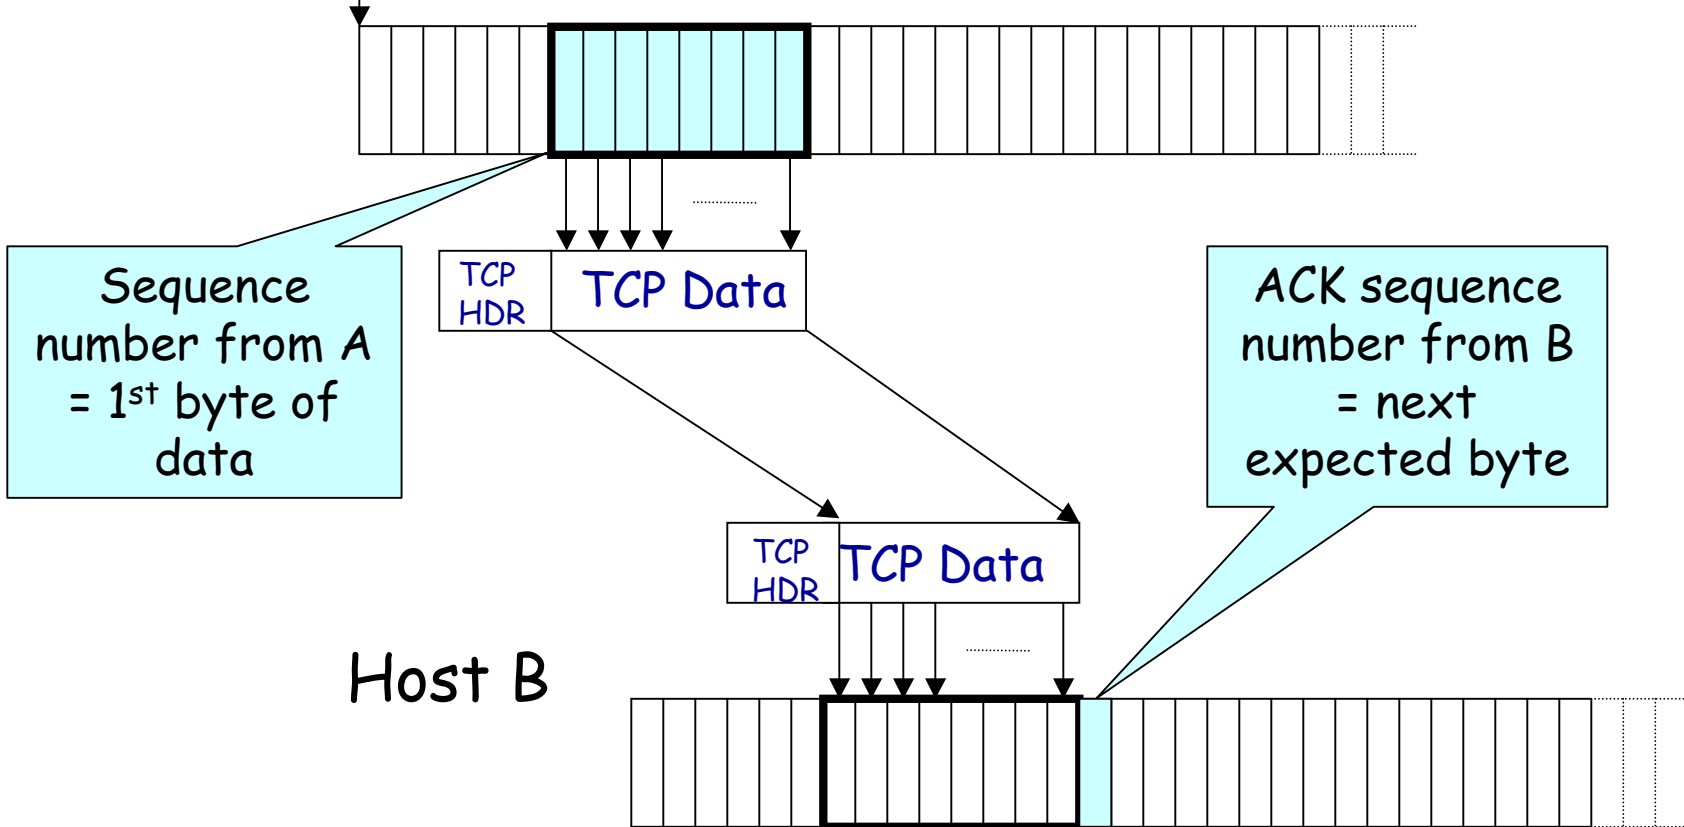 Sequence
number from A
= 1st byte of
data
TCP
HDR
TCP Data
ACK sequence
number from B
= next
expected byte
TCP
HDR
TCP Data
Host B